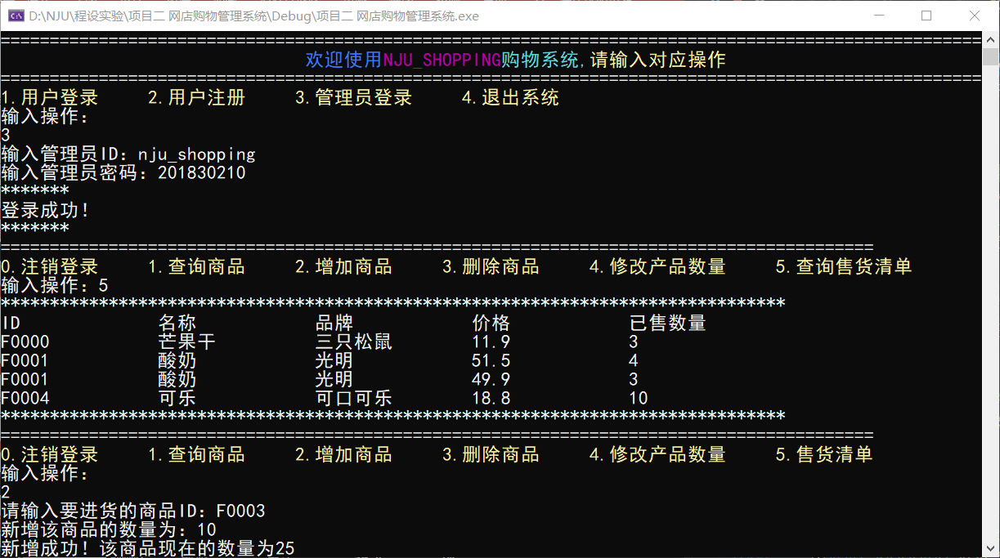 D:\NJU\程设实验\项目二 网店购物管理系统\Debug\项目二 网店购物管理系统.exe
====================================================================================================
欢迎使用NJU_SHOPPING购物系统,请输入对应操作
====================================================================================================
1.用户登录 2.用户注册 3.管理员登录 4.退出系统
输入操作:
3
输入管理员ID: nju_shopping
输入管理员密码: 201830210
*******
登录成功!
*******
=========================================================================================
0.注销登录 1.查询商品 2.增加商品 3.删除商品 4.修改产品数量 5.查询售货清单
输入操作: 5
********************************************************************************
ID 名称 品牌 价格 已售数量
F0000 芒果干 三只松鼠 11.9 3
F0001 酸奶 光明 51.5 4
F0001 酸奶 光明 49.9 3
F0004 可乐 可口可乐 18.8 10
********************************************************************************
=========================================================================================
0.注销登录 1.查询商品 2.增加商品 3.删除商品 4.修改产品数量 5.售货清单
输入操作:
2
请输入要进货的商品ID: F0003
新增该商品的数量为: 10
新增成功! 该商品现在的数量为25